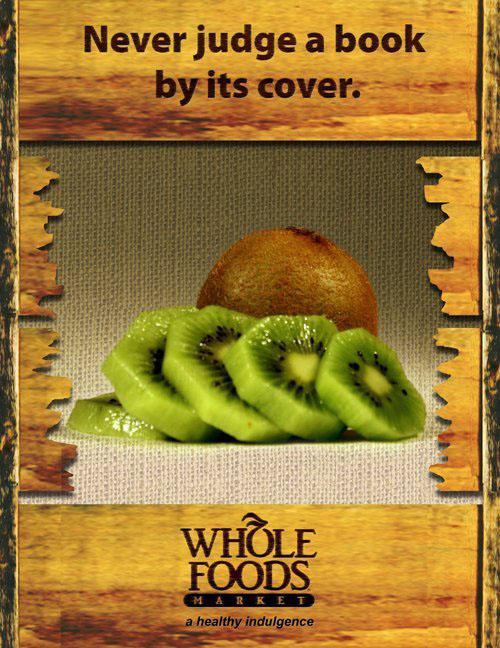 Never judge a book
by its cover.
WHOLE
FOODS
MARKET
a healthy indulgence